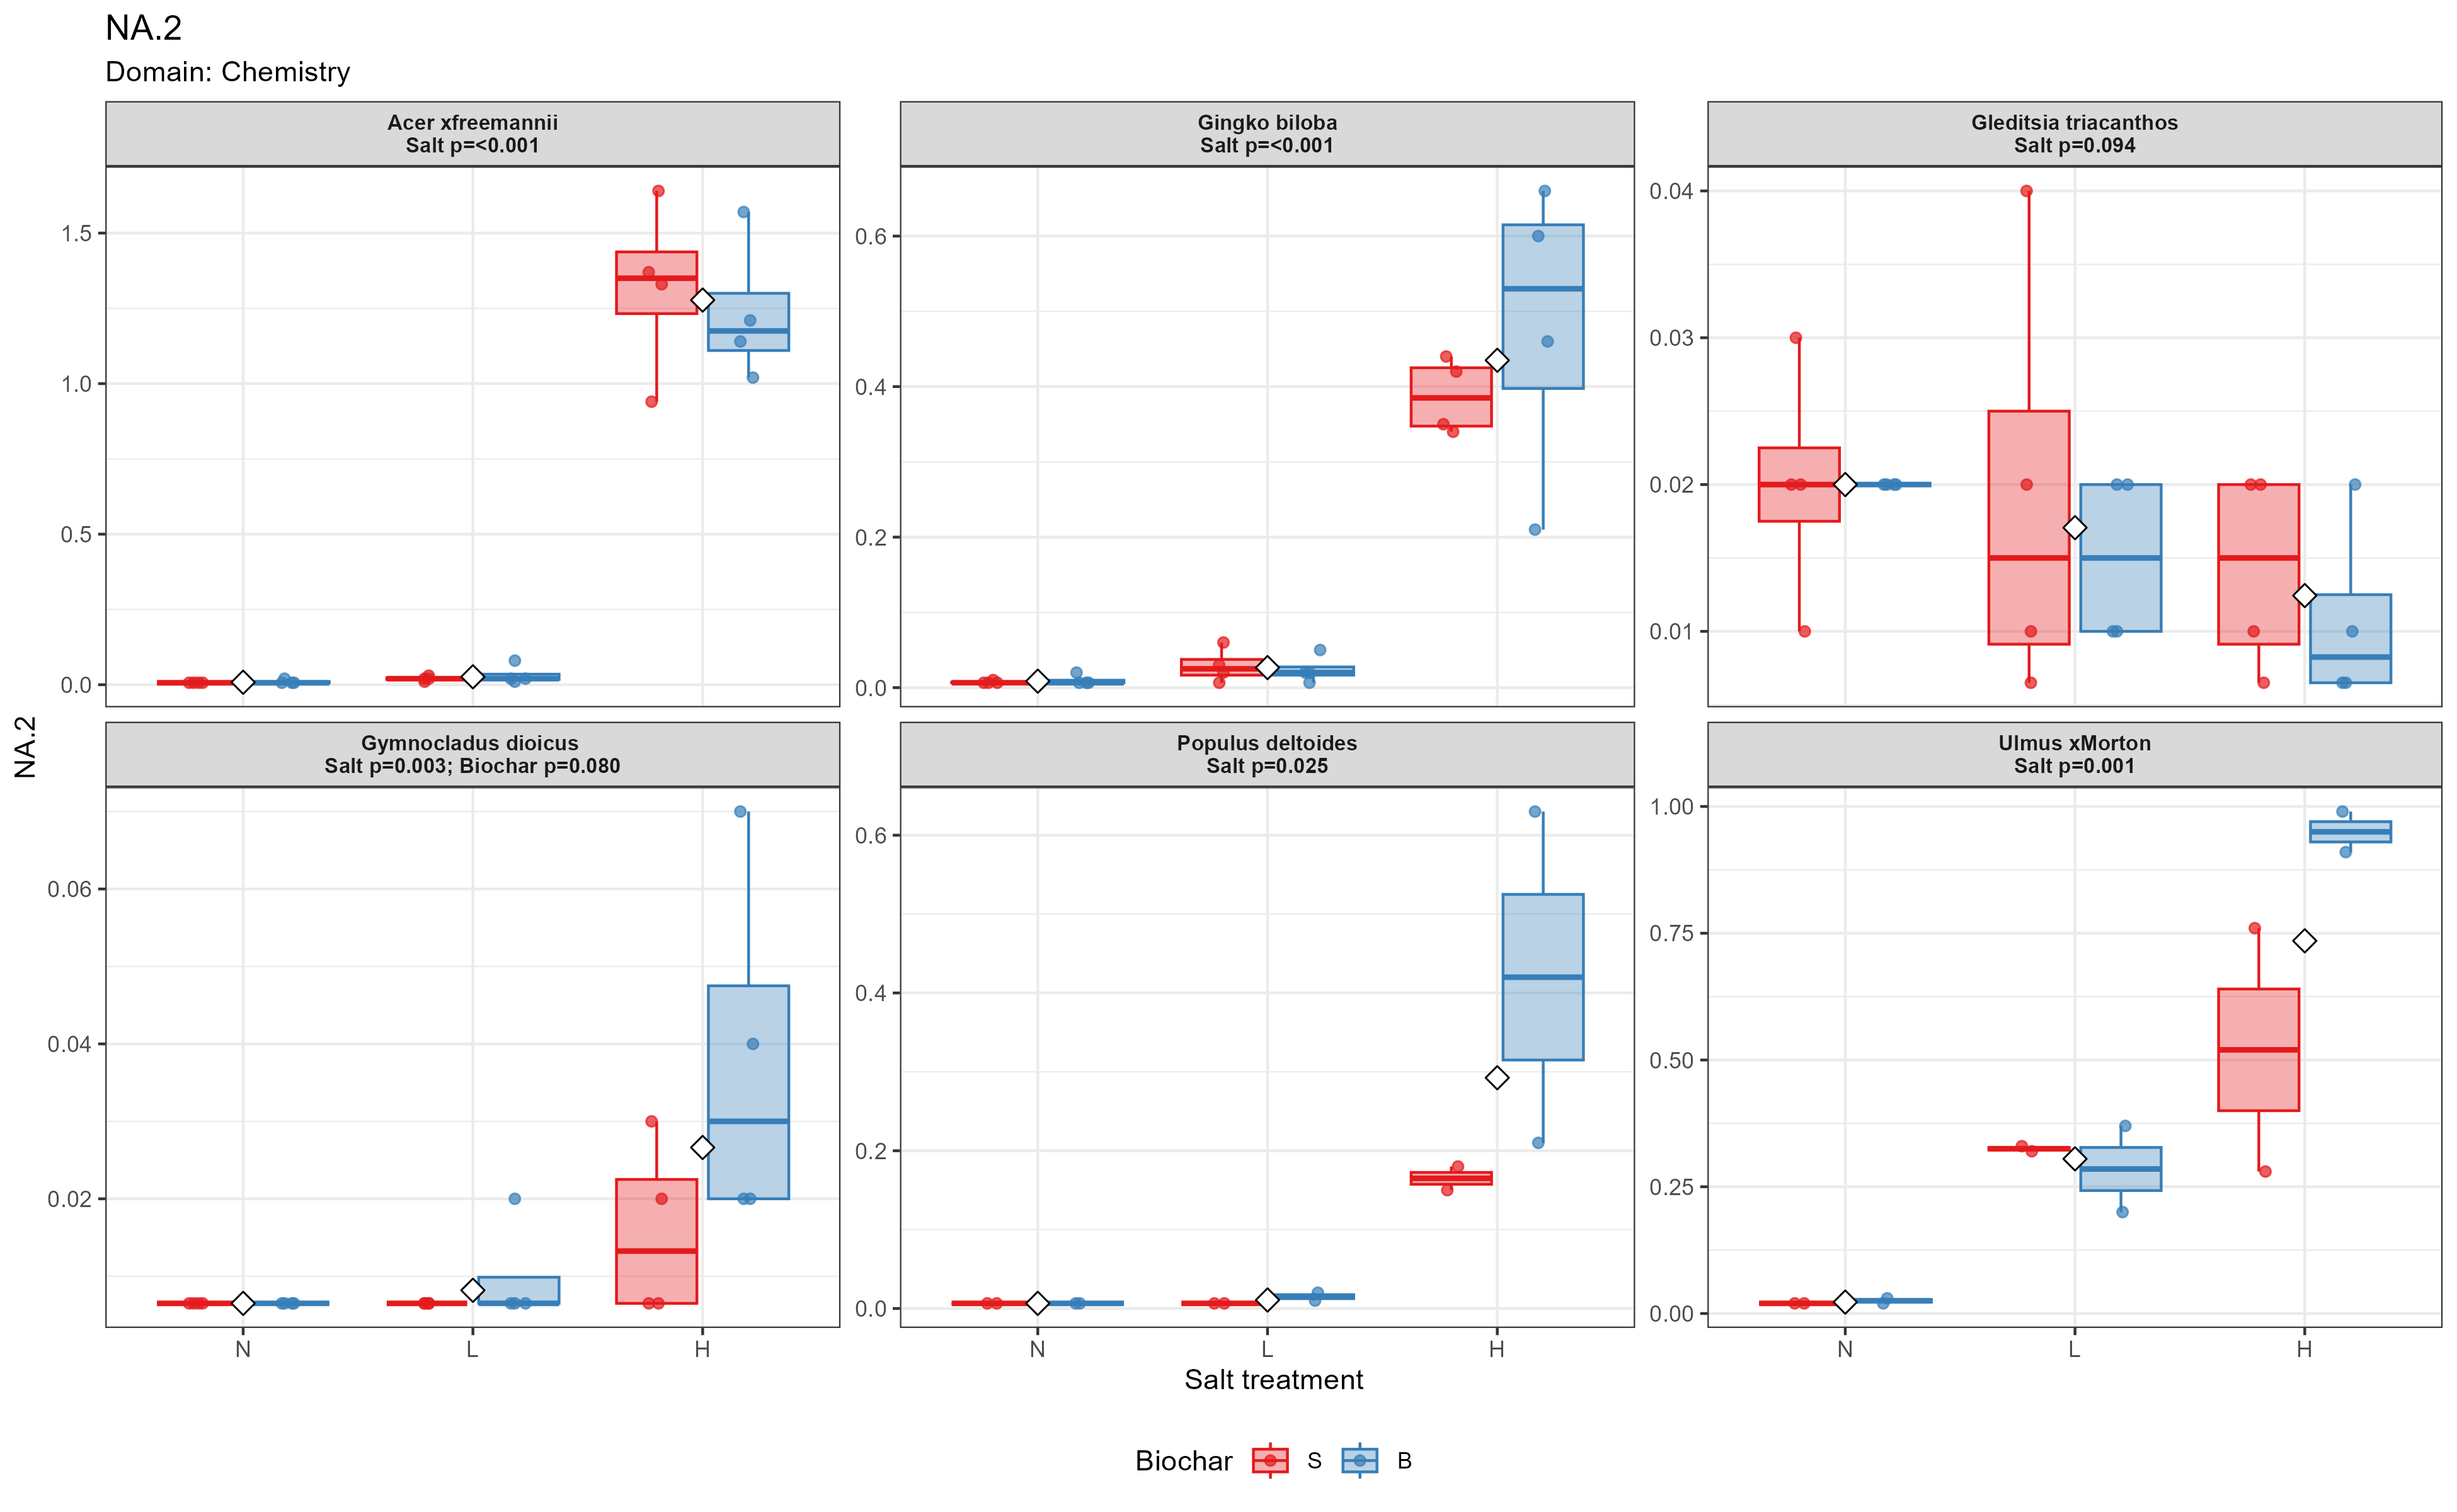 NA.2
Domain: Chemistry
Acer xfreemannii
Salt p=<0.001
Gingko biloba
Salt p=<0.001
Gleditsia triacanthos
Salt p=0.094
1.5
1.0
0.5
0.0
0.6
0.4
0.2
0.0
0.04
0.03
0.02
0.01
NA.2
Gymnocladus dioicus
Salt p=0.003; Biochar p=0.080
Populus deltoides
Salt p=0.025
Ulmus xMorton
Salt p=0.001
0.06
0.04
0.02
0.6
0.4
0.2
0.0
1.00
0.75
0.50
0.25
0.00
N L H
N L H
N L H
Salt treatment
Biochar S B